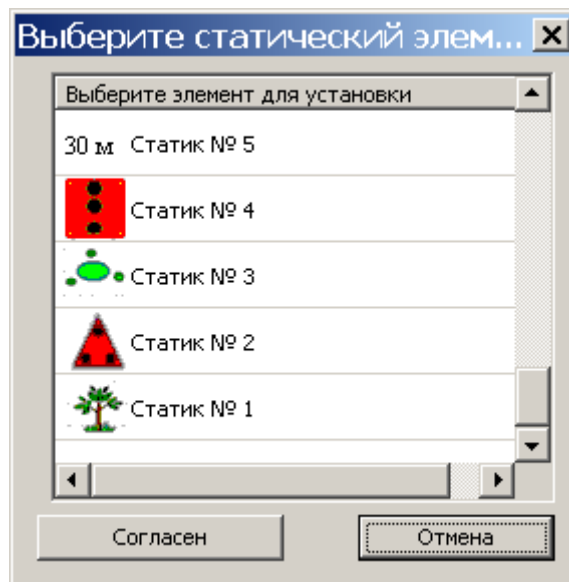 Выберите статический элем...
Выберите элемент для установки
30 м Статик № 5
Статик № 4
Статик № 3
Статик № 2
Статик № 1
Согласен
Отмена